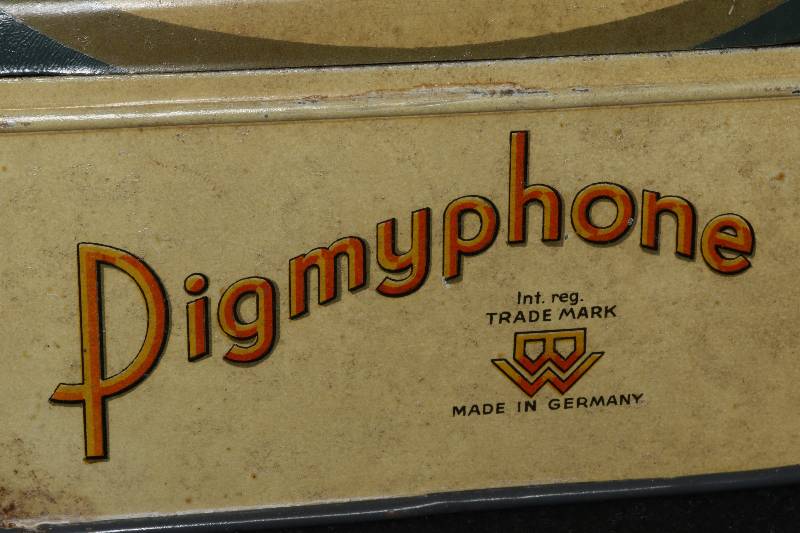 Pigmyphone
Int. reg.
TRADE MARK
BW
MADE IN GERMANY